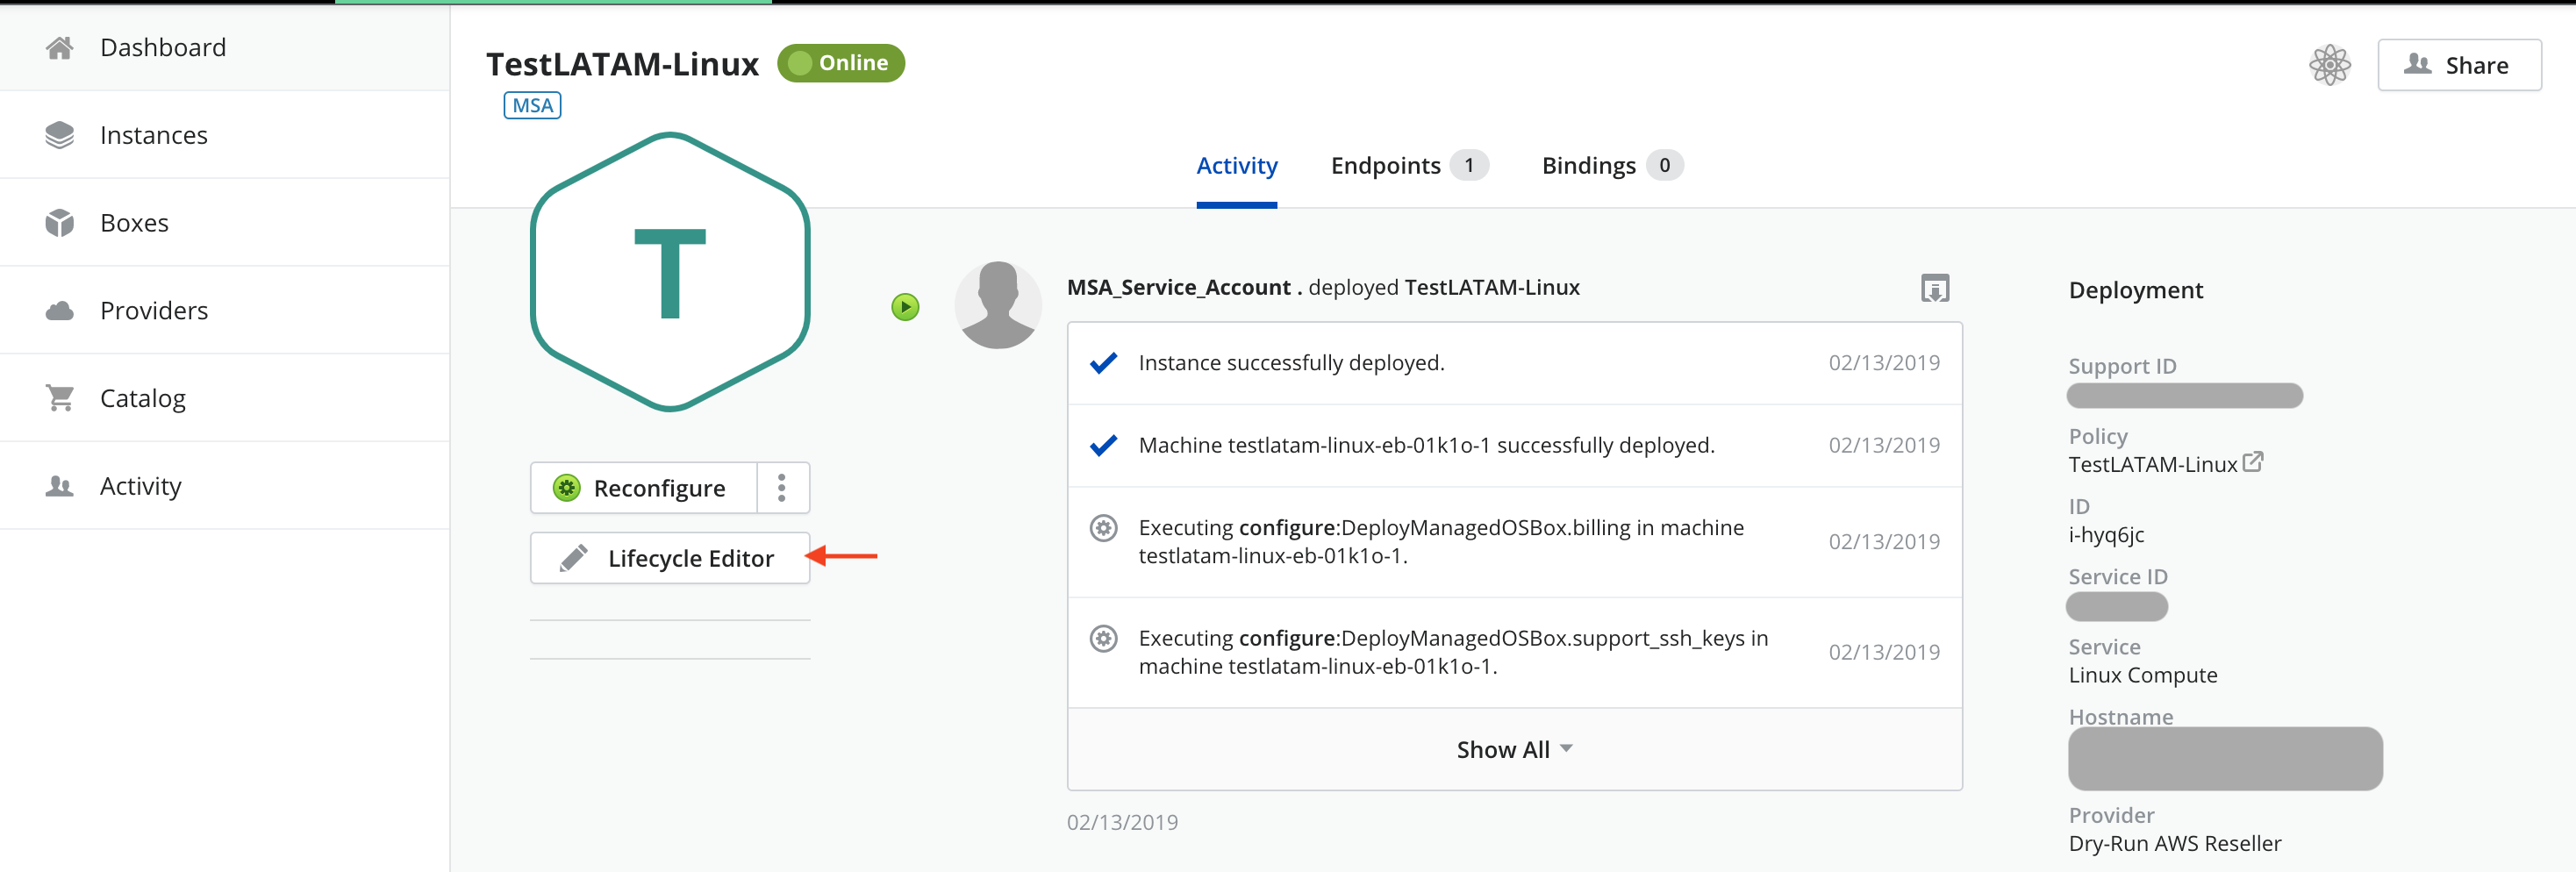 Dashboard
Instances
Boxes
Providers
Catalog
Activity
TestLATAM-Linux
Online
MSA
Share
Activity
Endpoints 1
Bindings 0
T
Reconfigure
Lifecycle Editor
MSA_Service_Account . deployed TestLATAM-Linux
Instance successfully deployed.
02/13/2019
Machine testlatam-linux-eb-01k1o-1 successfully deployed.
02/13/2019
Executing configure:DeployManagedOSBox.billing in machine
testlatam-linux-eb-01k1o-1.
02/13/2019
Executing configure:DeployManagedOSBox.support_ssh_keys in
machine testlatam-linux-eb-01k1o-1.
02/13/2019
Show All
02/13/2019
Deployment
Support ID
Policy
TestLATAM-Linux
ID
i-hyq6jc
Service ID
Service
Linux Compute
Hostname
Provider
Dry-Run AWS Reseller